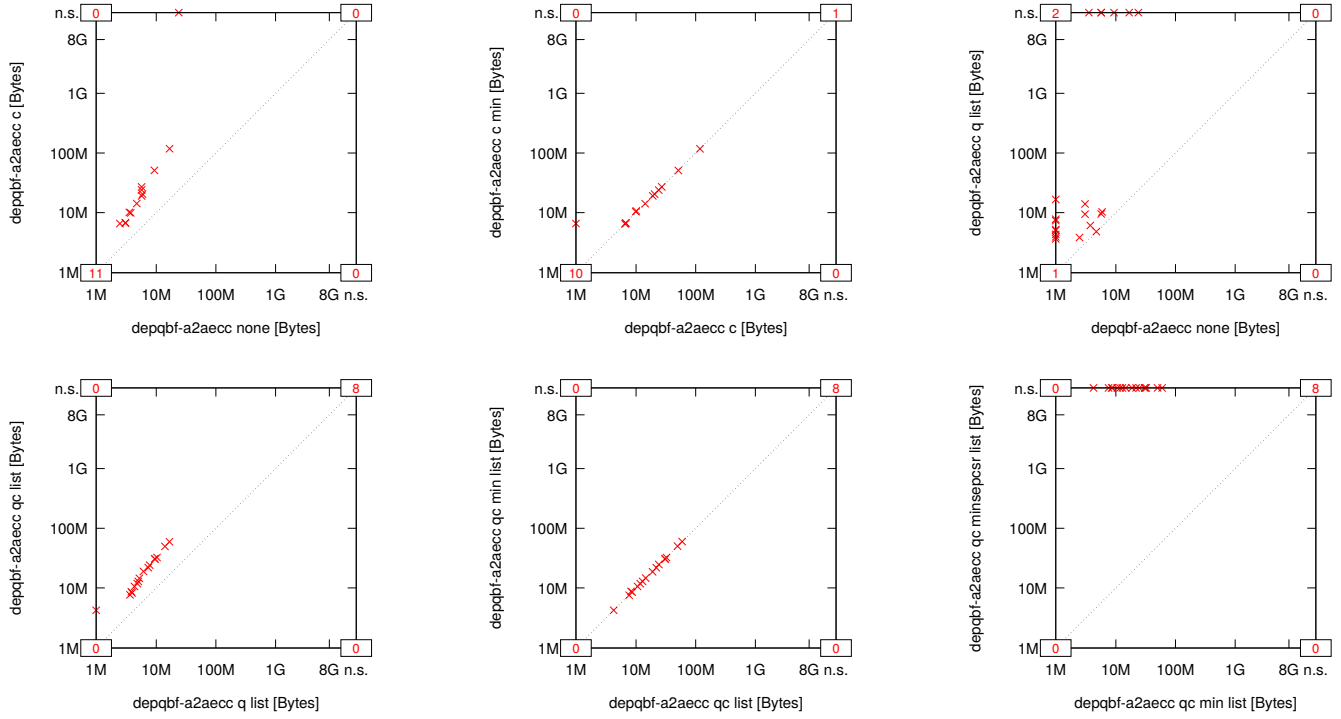 n.s.
0
0
8G
1G
100M
10M
1M
11
0
1M 10M 100M 1G 8G n.s.
depqbf-a2aecc c [Bytes]
depqbf-a2aecc none [Bytes]
n.s.
0
1
8G
1G
100M
10M
1M
10
0
1M 10M 100M 1G 8G n.s.
depqbf-a2aecc c min [Bytes]
depqbf-a2aecc c [Bytes]
n.s.
2
0
8G
1G
100M
10M
1M
1
0
1M 10M 100M 1G 8G n.s.
depqbf-a2aecc q list [Bytes]
depqbf-a2aecc none [Bytes]
n.s.
0
8
8G
1G
100M
10M
1M
0
0
1M 10M 100M 1G 8G n.s.
depqbf-a2aecc qc list [Bytes]
depqbf-a2aecc q list [Bytes]
n.s.
0
8
8G
1G
100M
10M
1M
0
0
1M 10M 100M 1G 8G n.s.
depqbf-a2aecc qc min list [Bytes]
depqbf-a2aecc qc list [Bytes]
n.s.
0
8
8G
1G
100M
10M
1M
0
0
1M 10M 100M 1G 8G n.s.
depqbf-a2aecc qc minsepcsr list [Bytes]
depqbf-a2aecc qc min list [Bytes]